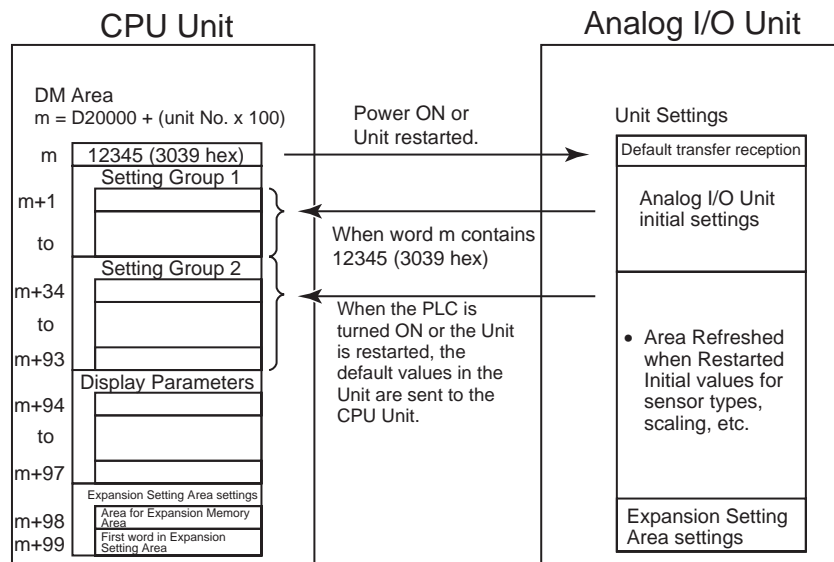 CPU Unit
Analog I/O Unit
DM Area
m = D20000 + (unit No. x 100)
Power ON or
Unit restarted.
Unit Settings
m
12345 (3039 hex)
Default transfer reception
Setting Group 1
m+1
to
Analog I/O Unit
initial settings
When word m contains
12345 (3039 hex)
Setting Group 2
m+34
to
m+93
When the PLC is
turned ON or the Unit
is restarted, the
default values in the
Unit are sent to the
CPU Unit.
• Area Refreshed
when Restarted
Initial values for
sensor types,
scaling, etc.
Display Parameters
m+94
to
m+97
Expansion Setting Area settings
m+98
Area for Expansion Memory
Area
m+99
First word in Expansion
Setting Area
Expansion Setting
Area settings